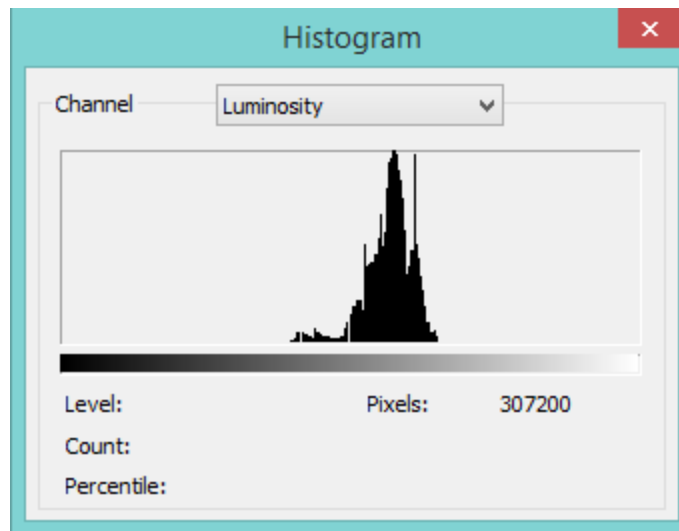 Histogram
Channel Luminosity
Level: Pixels: 307200
Count:
Percentile: